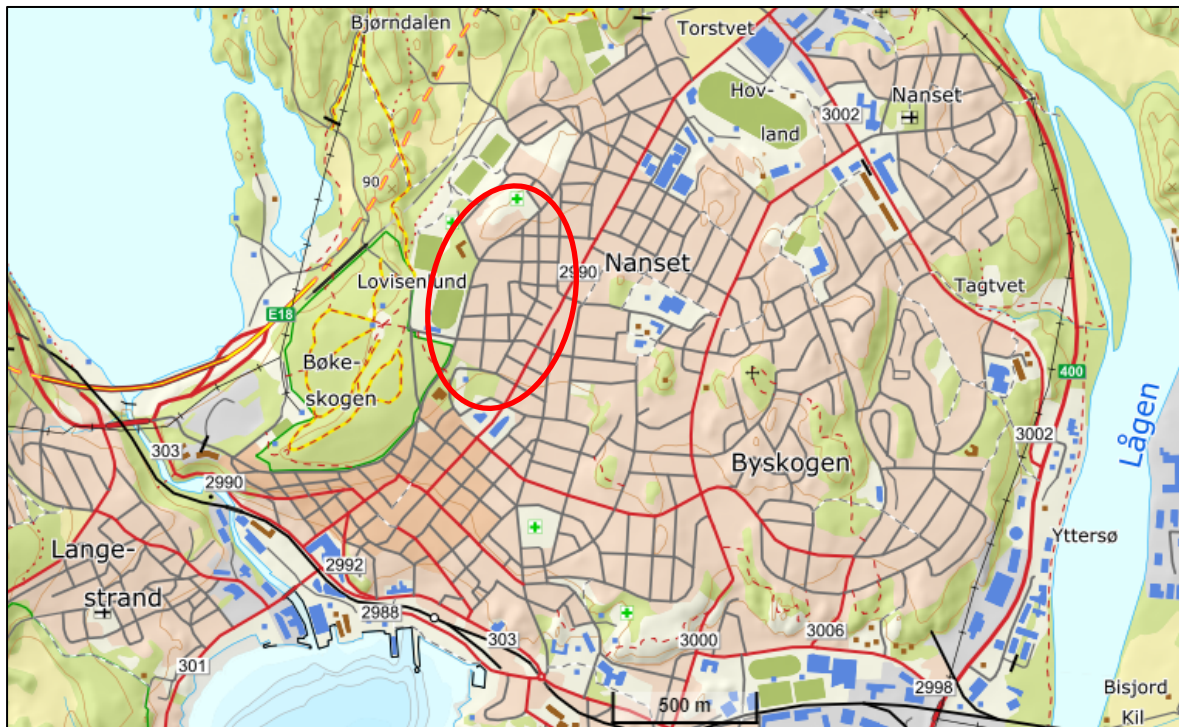 Bjørndalen
Torstvet
Hov-
land
3002
Nanset
90
Lovisenlund
2990
Nanset
Tagtvet
E18
Bøke-
skogen
400
Lågen
303
2990
Byskogen
3002
Yttersø
Lange-
strand
2992
2988
303
3000
3006
301
500 m
2998
Bisjord
Kil